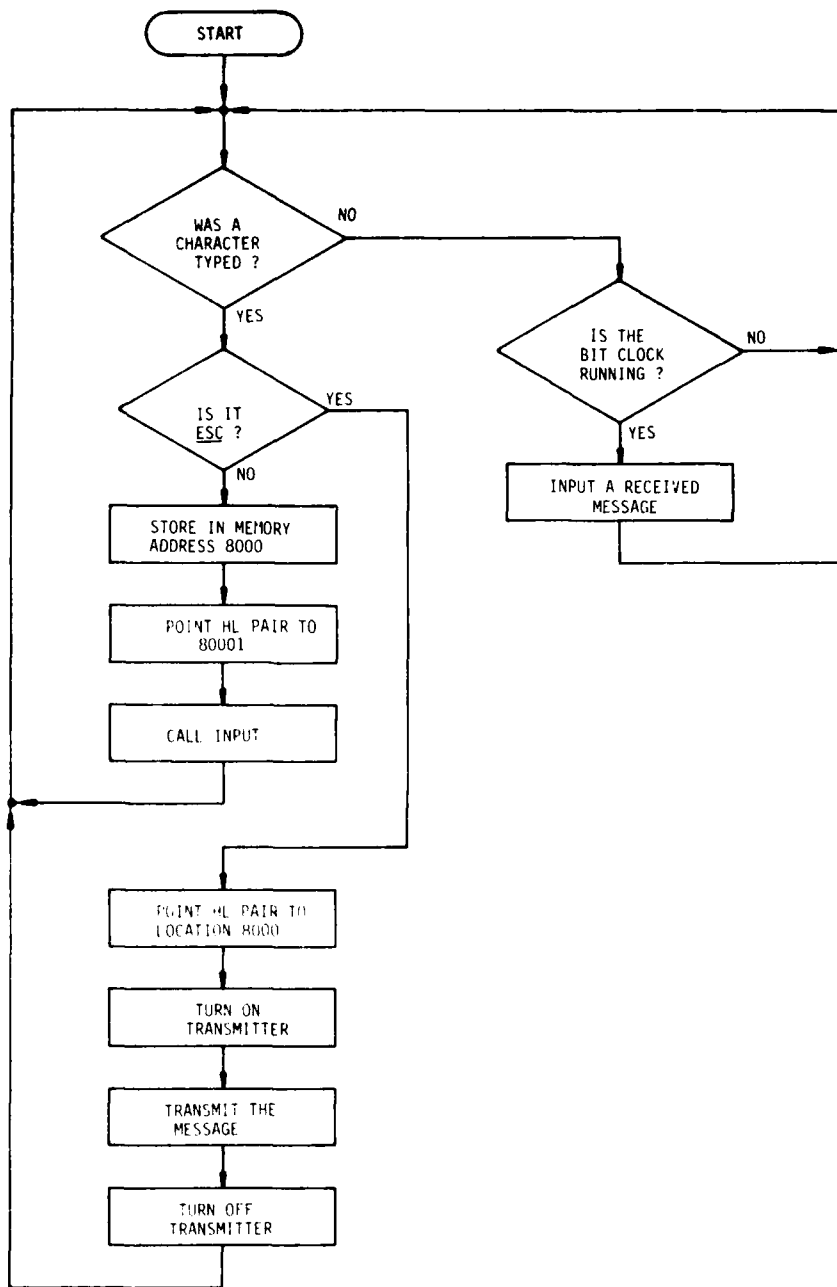 START
WAS A
CHARACTER
TYPED ?
NO
YES
IS THE
BIT CLOCK
RUNNING ?
NO
YES
IS IT
ESC ?
YES
NO
INPUT A RECEIVED
MESSAGE
STORE IN MEMORY
ADDRESS 8000
POINT HL PAIR TO
80001
CALL INPUT
POINT HL PAIR TO
LOCATION 8000
TURN ON
TRANSMITTER
TRANSMIT THE
MESSAGE
TURN OFF
TRANSMITTER